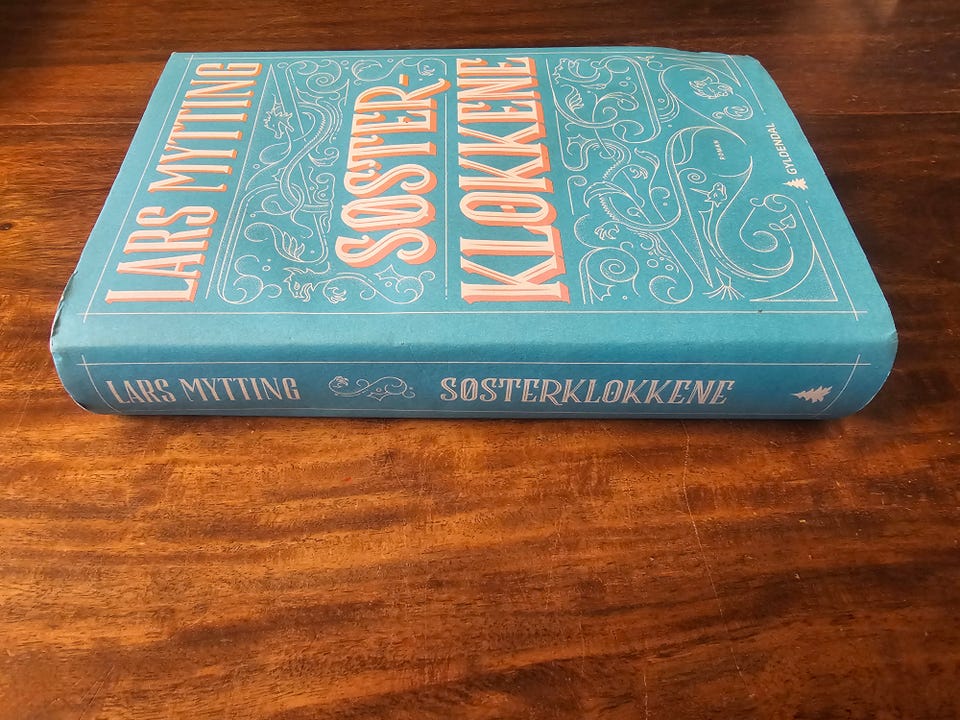 LARS MYTTING
SØSTER-
KLOKKENE
ROMAN
GYLDENDAL
LARS MYTTING SØSTERKLOKKENE